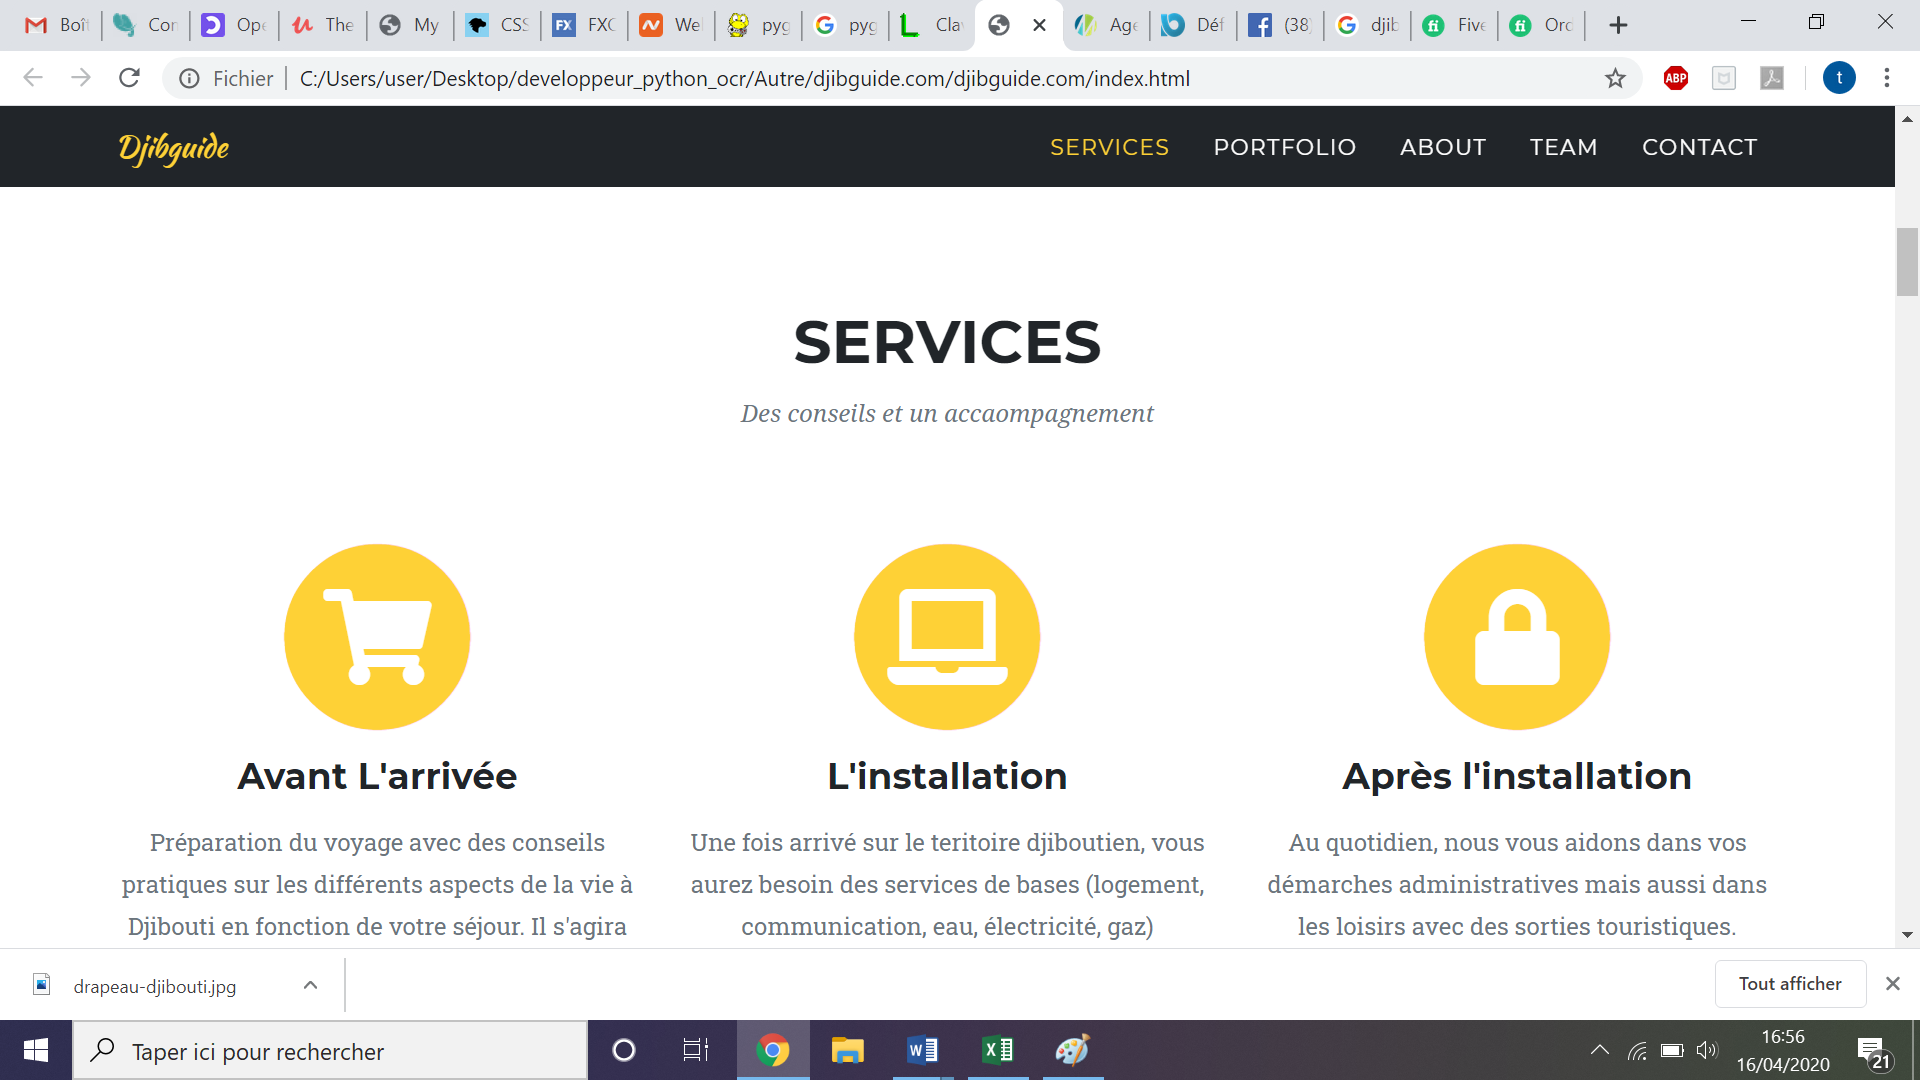 Boît Con Ope The My CSS FXC Wel pyg pyg Cla Age Déf (38) djib Five Ord
Fichier C:/Users/user/Desktop/developpeur_python_ocr/Autre/djibguide.com/djibguide.com/index.html ABP t
Djibguide SERVICES PORTFOLIO ABOUT TEAM CONTACT
SERVICES
Des conseils et un accaompagnement
Avant L'arrivée
Préparation du voyage avec des conseils
pratiques sur les différents aspects de la vie à
Djibouti en fonction de votre séjour. Il s'agira
L'installation
Une fois arrivé sur le teritoire djiboutien, vous
aurez besoin des services de bases (logement,
communication, eau, électricité, gaz)
Après l'installation
Au quotidien, nous vous aidons dans vos
démarches administratives mais aussi dans
les loisirs avec des sorties touristiques.
drapeau-djibouti.jpg Tout afficher
Taper ici pour rechercher
16:56
16/04/2020
21